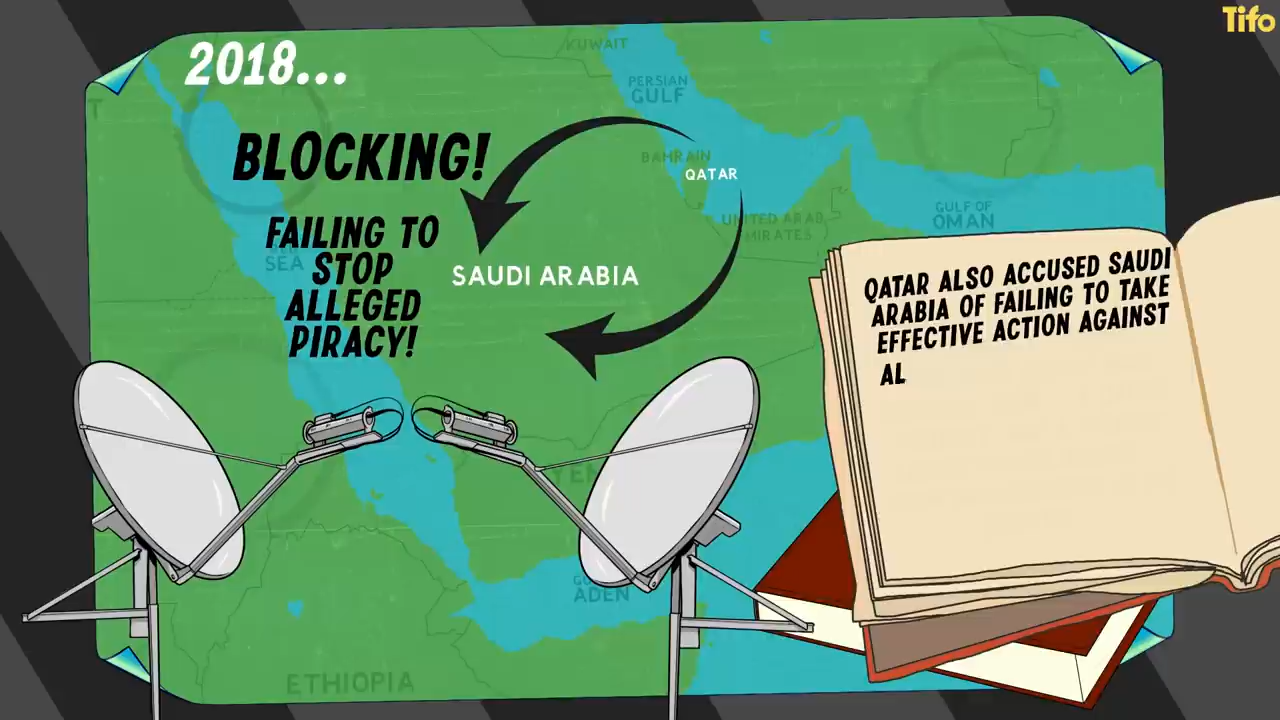 Tifo
2018...
KUWAIT
PERSIAN
GULF
BLOCKING!
BAHRAIN
QATAR
UNITED ARAB
EMIRATES
GULF OF
OMAN
FAILING TO
STOP
ALLEGED
PIRACY!
SEA
SAUDI ARABIA
QATAR ALSO ACCUSED SAUDI
ARABIA OF FAILING TO TAKE
EFFECTIVE ACTION AGAINST
AL
ADEN
ETHIOPIA